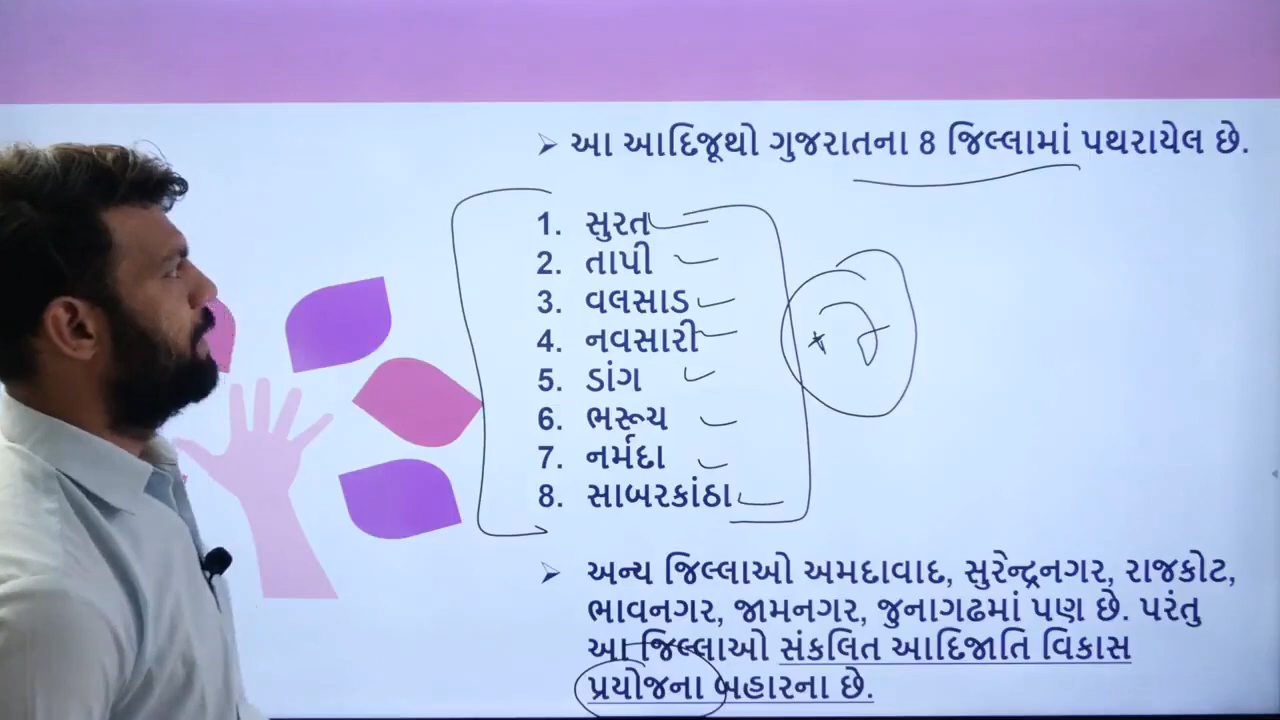 ➢ આ આદિજૂથો ગુજરાતના 8 જિલ્લામાં પથરાયેલ છે.
1. સુરત
2. તાપી
3. વલસાડ
4. નવસારી
5. ડાંગ
6. ભરૂચ
7. નર્મદા
8. સાબરકાંઠા
➢ અન્ય જિલ્લાઓ અમદાવાદ, સુરેન્દ્રનગર, રાજકોટ,
ભાવનગર, જામનગર, જુનાગઢમાં પણ છે. પરંતુ
આ જિલ્લાઓ સંકલિત આદિજાતિ વિકાસ
પ્રયોજના બહારના છે.